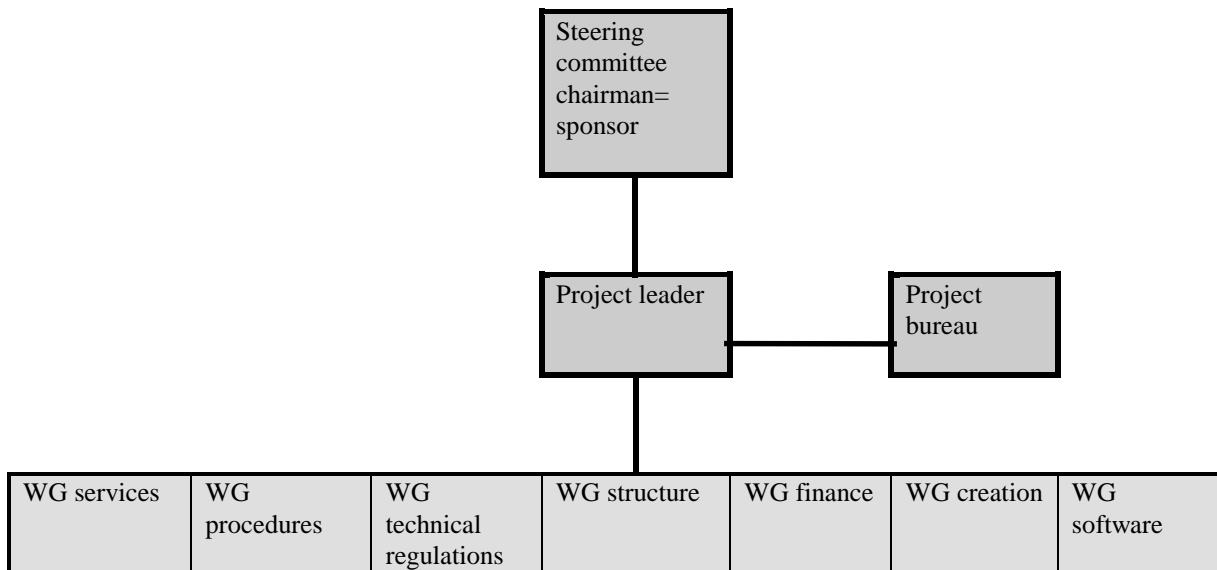 Steering
committee
chairman=
sponsor
Project leader
Project
bureau
WG services
WG
procedures
WG
technical
regulations
WG structure
WG finance
WG creation
WG
software